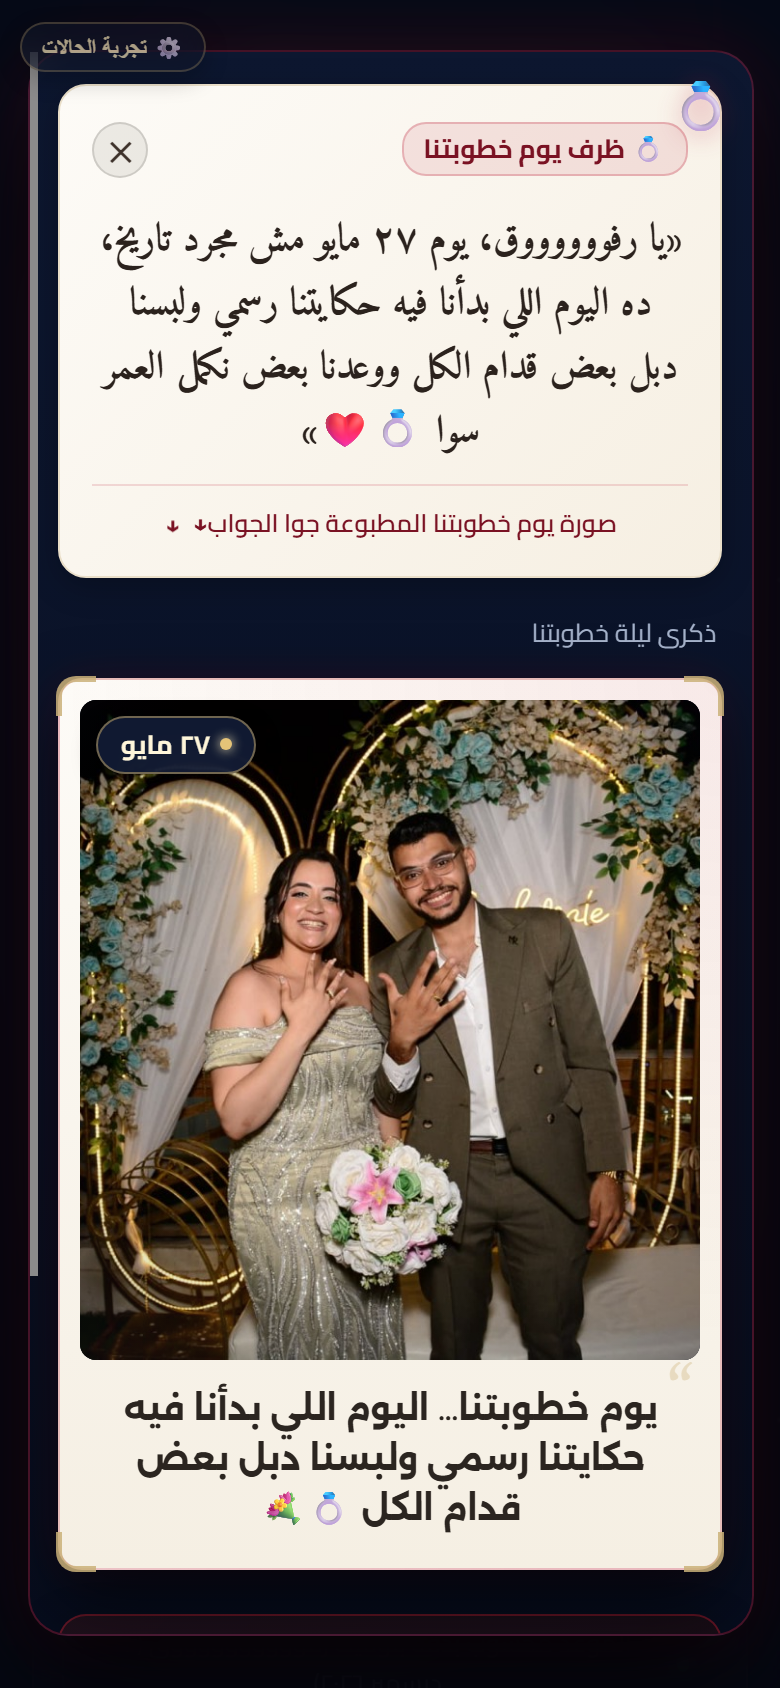 ⚙️ تجربة الحالات
💍 ظرف يوم خطوبتنا
«يا رفوووووق، يوم ٢٧ مايو مش مجرد تاريخ،
ده اليوم اللي بدأنا فيه حكايتنا رسمي ولبسنا
دبل بعض قدام الكل ووعدنا بعض نكمل العمر
سوا 💍 ❤️ »
صورة يوم خطوبتنا المطبوعة جوا الجواب↓ ↓
ذكرى ليلة خطوبتنا
٢٧ مايو
يوم خطوبتنا... اليوم اللي بدأنا فيه
حكايتنا رسمي ولبسنا دبل بعض
قدام الكل 💍 💐